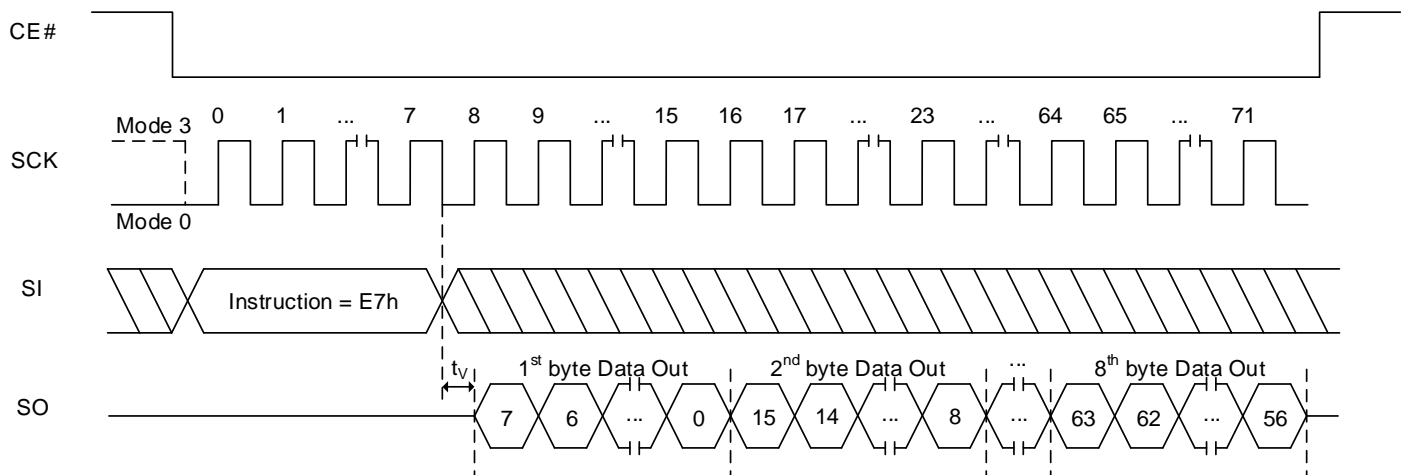 CE#
0 1 ... 7 8 9 ... 15 16 17 ... 23 ... 64 65 ... 71
Mode 3
SCK
Mode 0
SI
Instruction = E7h
tV 1st byte Data Out 2nd byte Data Out ... 8th byte Data Out
SO
7 6 ... 0 15 14 ... 8 ... 63 62 ... 56